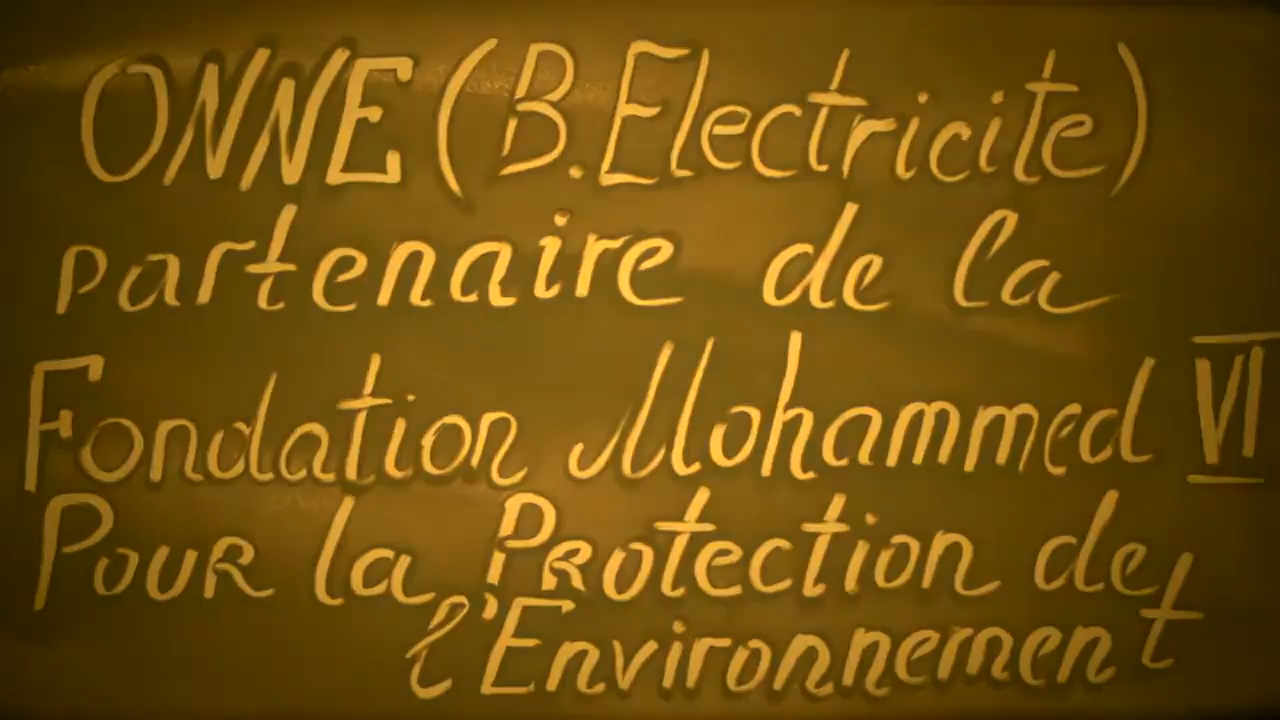 ONNE (B.Electricite)
partenaire de la
Fondation Mohammed VI
Pour la Protection de
l'Environnement